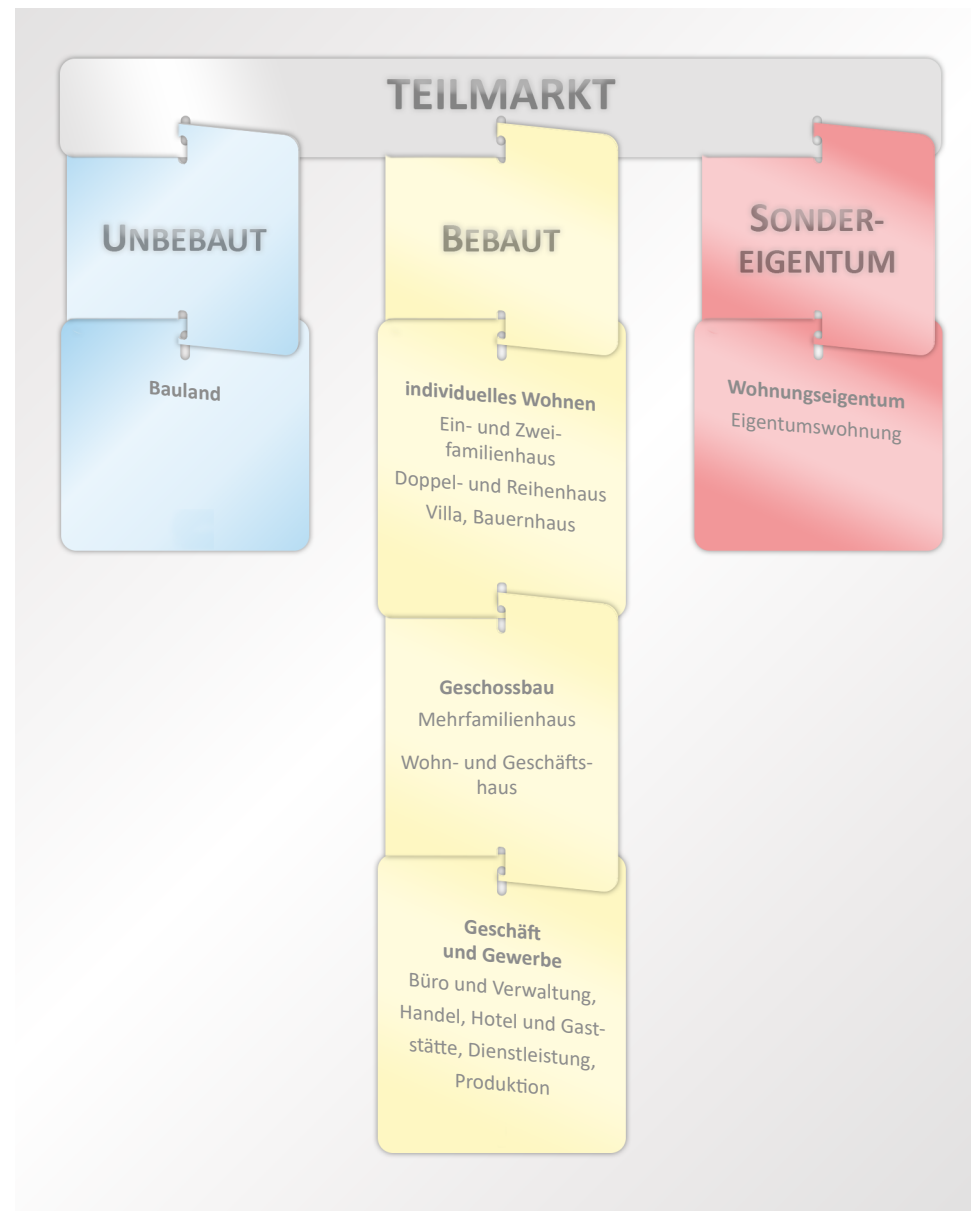 TEILMARKT
UNBEBAUT
Bauland
BEBAUT
individuelles Wohnen
Ein- und Zwei-
familienhaus
Doppel- und Reihenhaus
Villa, Bauernhaus
Geschossbau
Mehrfamilienhaus
Wohn- und Geschäfts-
haus
Geschäft
und Gewerbe
Büro und Verwaltung,
Handel, Hotel und Gast-
stätte, Dienstleistung,
Produktion
SONDER-
EIGENTUM
Wohnungseigentum
Eigentumswohnung